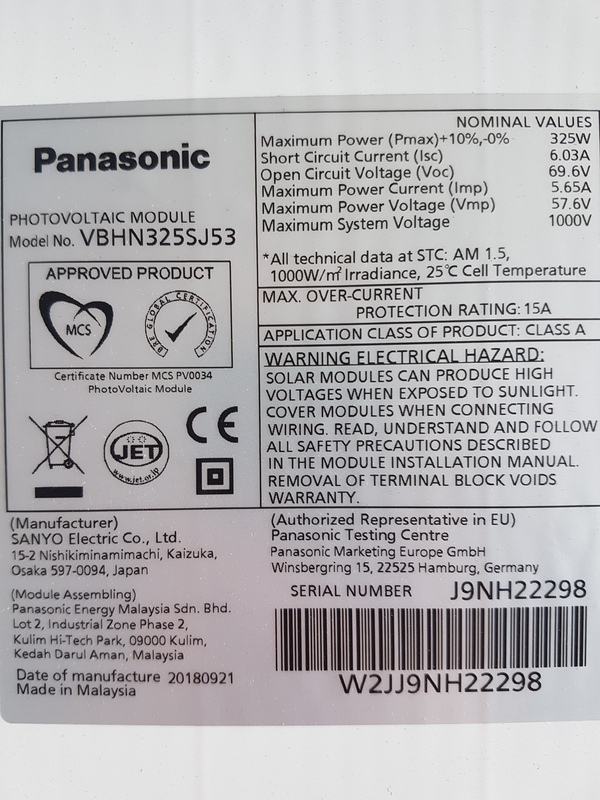 Panasonic
PHOTOVOLTAIC MODULE
Model No. VBHN325SJ53
APPROVED PRODUCT
MCS
BRE GLOBAL CERTIFICATION
Certificate Number MCS PV0034
PhotoVoltaic Module
CE
JET
www.jet.or.jp
NOMINAL VALUES
Maximum Power (Pmax)+10%,-0% 325W
Short Circuit Current (Isc) 6.03A
Open Circuit Voltage (Voc) 69.6V
Maximum Power Current (Imp) 5.65A
Maximum Power Voltage (Vmp) 57.6V
Maximum System Voltage 1000V
*All technical data at STC: AM 1.5,
1000W/m² Irradiance, 25℃ Cell Temperature
MAX. OVER-CURRENT
PROTECTION RATING: 15A
APPLICATION CLASS OF PRODUCT: CLASS A
WARNING ELECTRICAL HAZARD:
SOLAR MODULES CAN PRODUCE HIGH
VOLTAGES WHEN EXPOSED TO SUNLIGHT.
COVER MODULES WHEN CONNECTING
WIRING. READ, UNDERSTAND AND FOLLOW
ALL SAFETY PRECAUTIONS DESCRIBED
IN THE MODULE INSTALLATION MANUAL.
REMOVAL OF TERMINAL BLOCK VOIDS
WARRANTY.
(Manufacturer)
SANYO Electric Co., Ltd.
15-2 Nishikiminamimachi, Kaizuka,
Osaka 597-0094, Japan
(Module Assembling)
Panasonic Energy Malaysia Sdn. Bhd.
Lot 2, Industrial Zone Phase 2,
Kulim Hi-Tech Park, 09000 Kulim,
Kedah Darul Aman, Malaysia
Date of manufacture 20180921
Made in Malaysia
(Authorized Representative in EU)
Panasonic Testing Centre
Panasonic Marketing Europe GmbH
Winsbergring 15, 22525 Hamburg, Germany
SERIAL NUMBER J9NH22298
W2JJ9NH22298